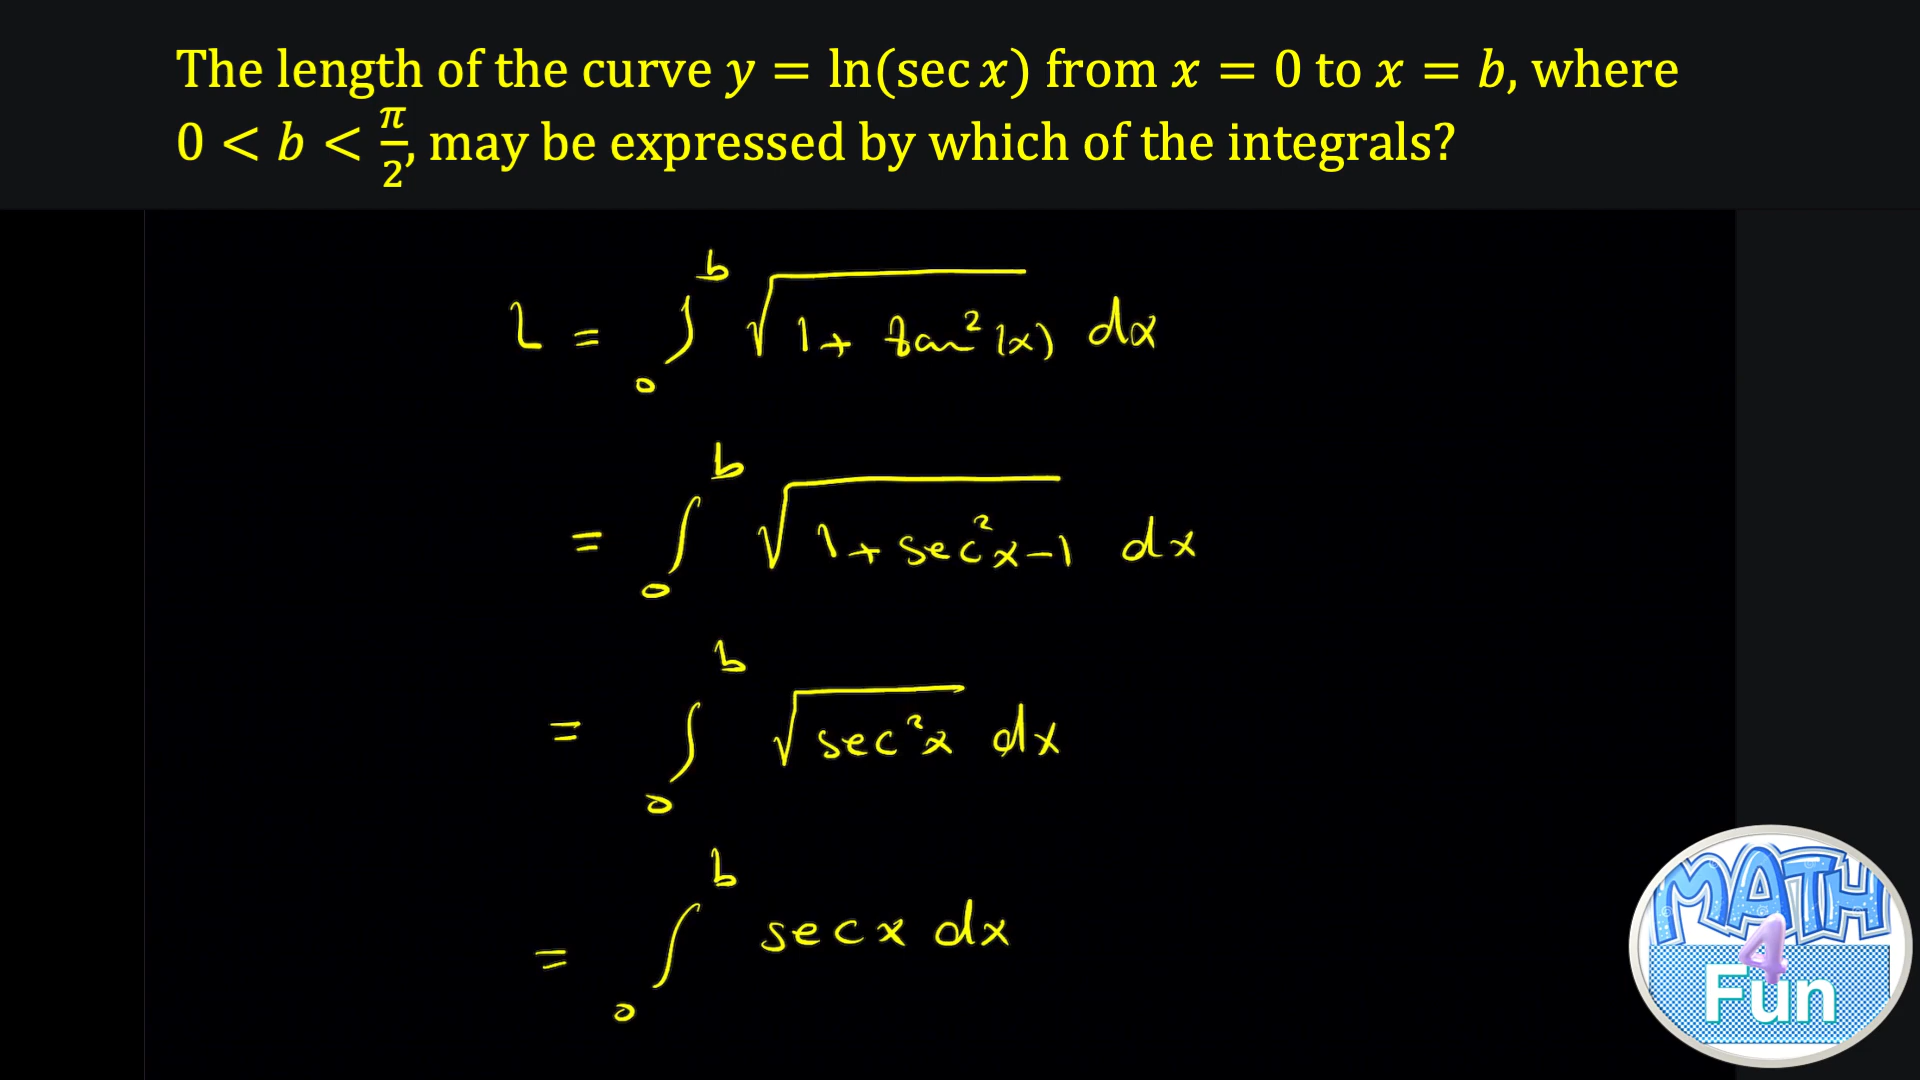 The length of the curve y = ln(sec x) from x = 0 to x = b, where
0 < b < π/2, may be expressed by which of the integrals?
L = ∫₀ᵇ √(1 + tan²(x)) dx
= ∫₀ᵇ √(1 + sec²x − 1) dx
= ∫₀ᵇ √(sec²x) dx
= ∫₀ᵇ sec x dx
MATH
4
Fun